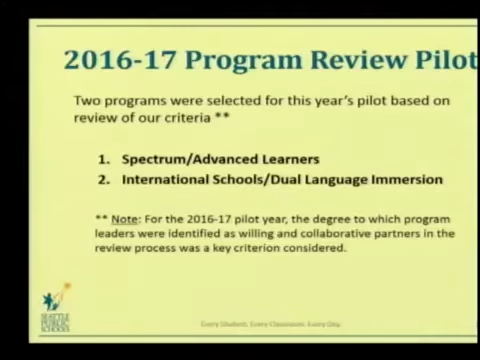 2016-17 Program Review Pilot
Two programs were selected for this year's pilot based on
review of our criteria **
1. Spectrum/Advanced Learners
2. International Schools/Dual Language Immersion
** Note: For the 2016-17 pilot year, the degree to which program
leaders were identified as willing and collaborative partners in the
review process was a key criterion considered.
SEATTLE
PUBLIC
SCHOOLS
Every Student. Every Classroom. Every Day.